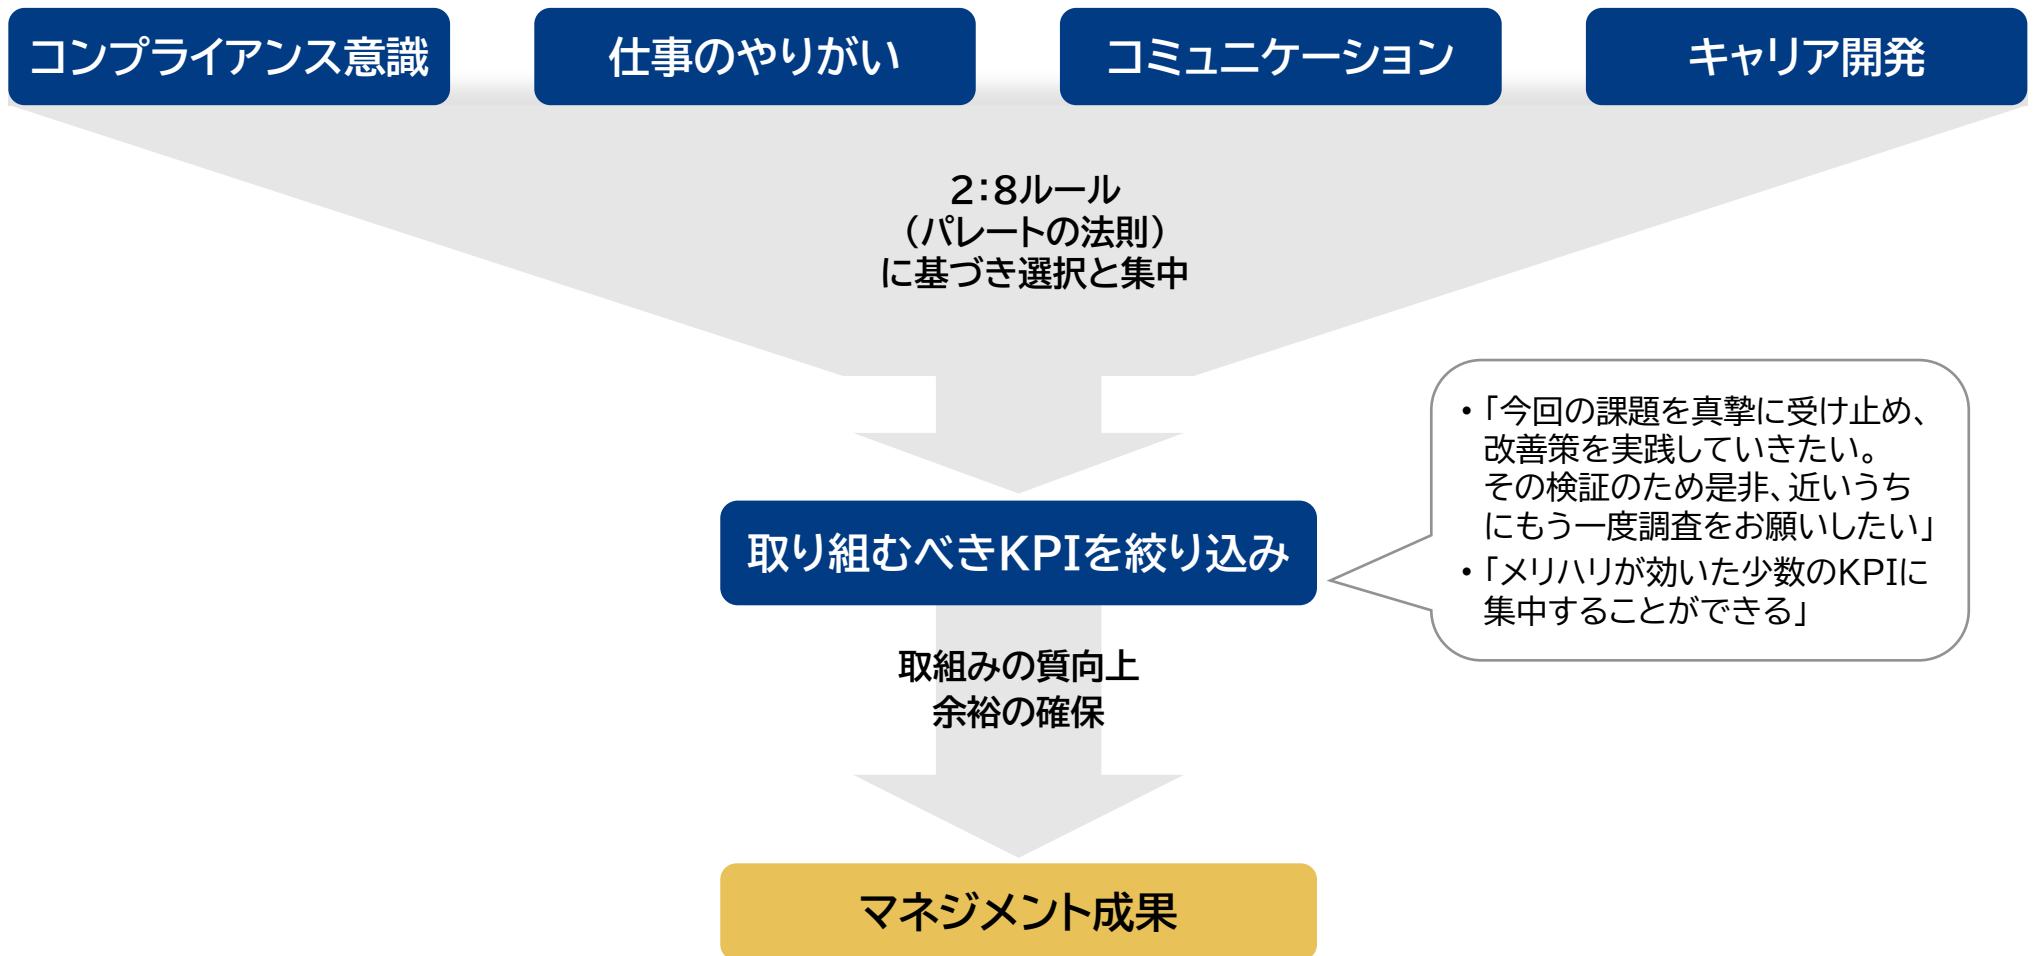 コンプライアンス意識
仕事のやりがい
コミュニケーション
キャリア開発
2：8ルール
（パレートの法則）
に基づき選択と集中
取り組むべきKPIを絞り込み
・「今回の課題を真摯に受け止め、
改善策を実践していきたい。
その検証のため是非、近いうち
にもう一度調査をお願いしたい」
・「メリハリが効いた少数のKPIに
集中することができる」
取組みの質向上
余裕の確保
マネジメント成果